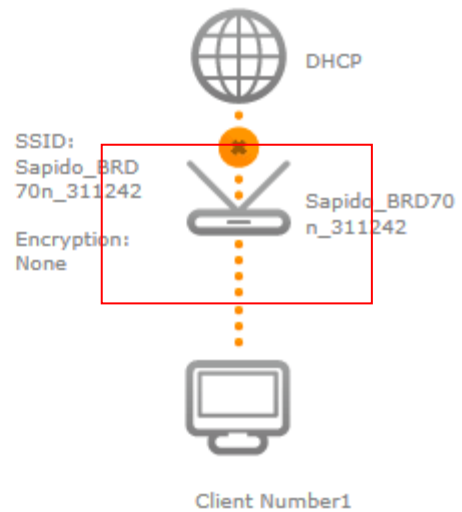 DHCP
SSID:
Sapido_BRD
70n_311242
Encryption:
None
Sapido_BRD70
n_311242
Client Number1